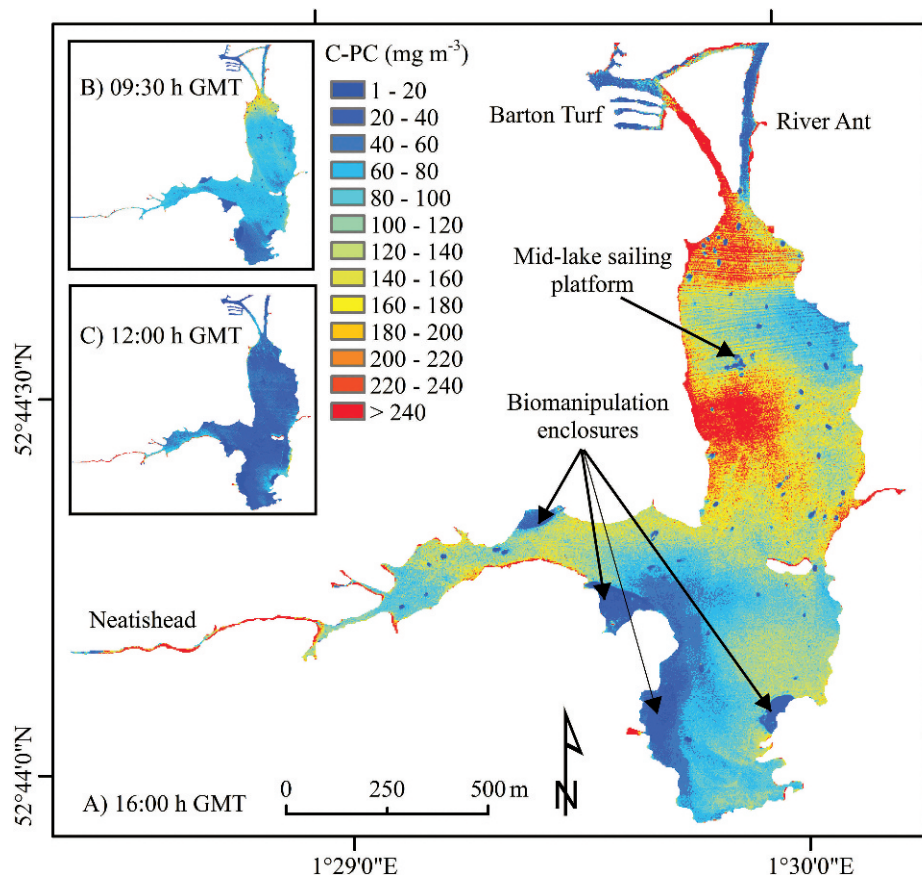 B) 09:30 h GMT
C) 12:00 h GMT
C-PC (mg m⁻³)
1 - 20
20 - 40
40 - 60
60 - 80
80 - 100
100 - 120
120 - 140
140 - 160
160 - 180
180 - 200
200 - 220
220 - 240
> 240
Barton Turf
River Ant
Mid-lake sailing
platform
Biomanipulation
enclosures
Neatishead
52°44'30"N
52°44'0"N
A) 16:00 h GMT
0
250
500 m
N
1°29'0"E
1°30'0"E